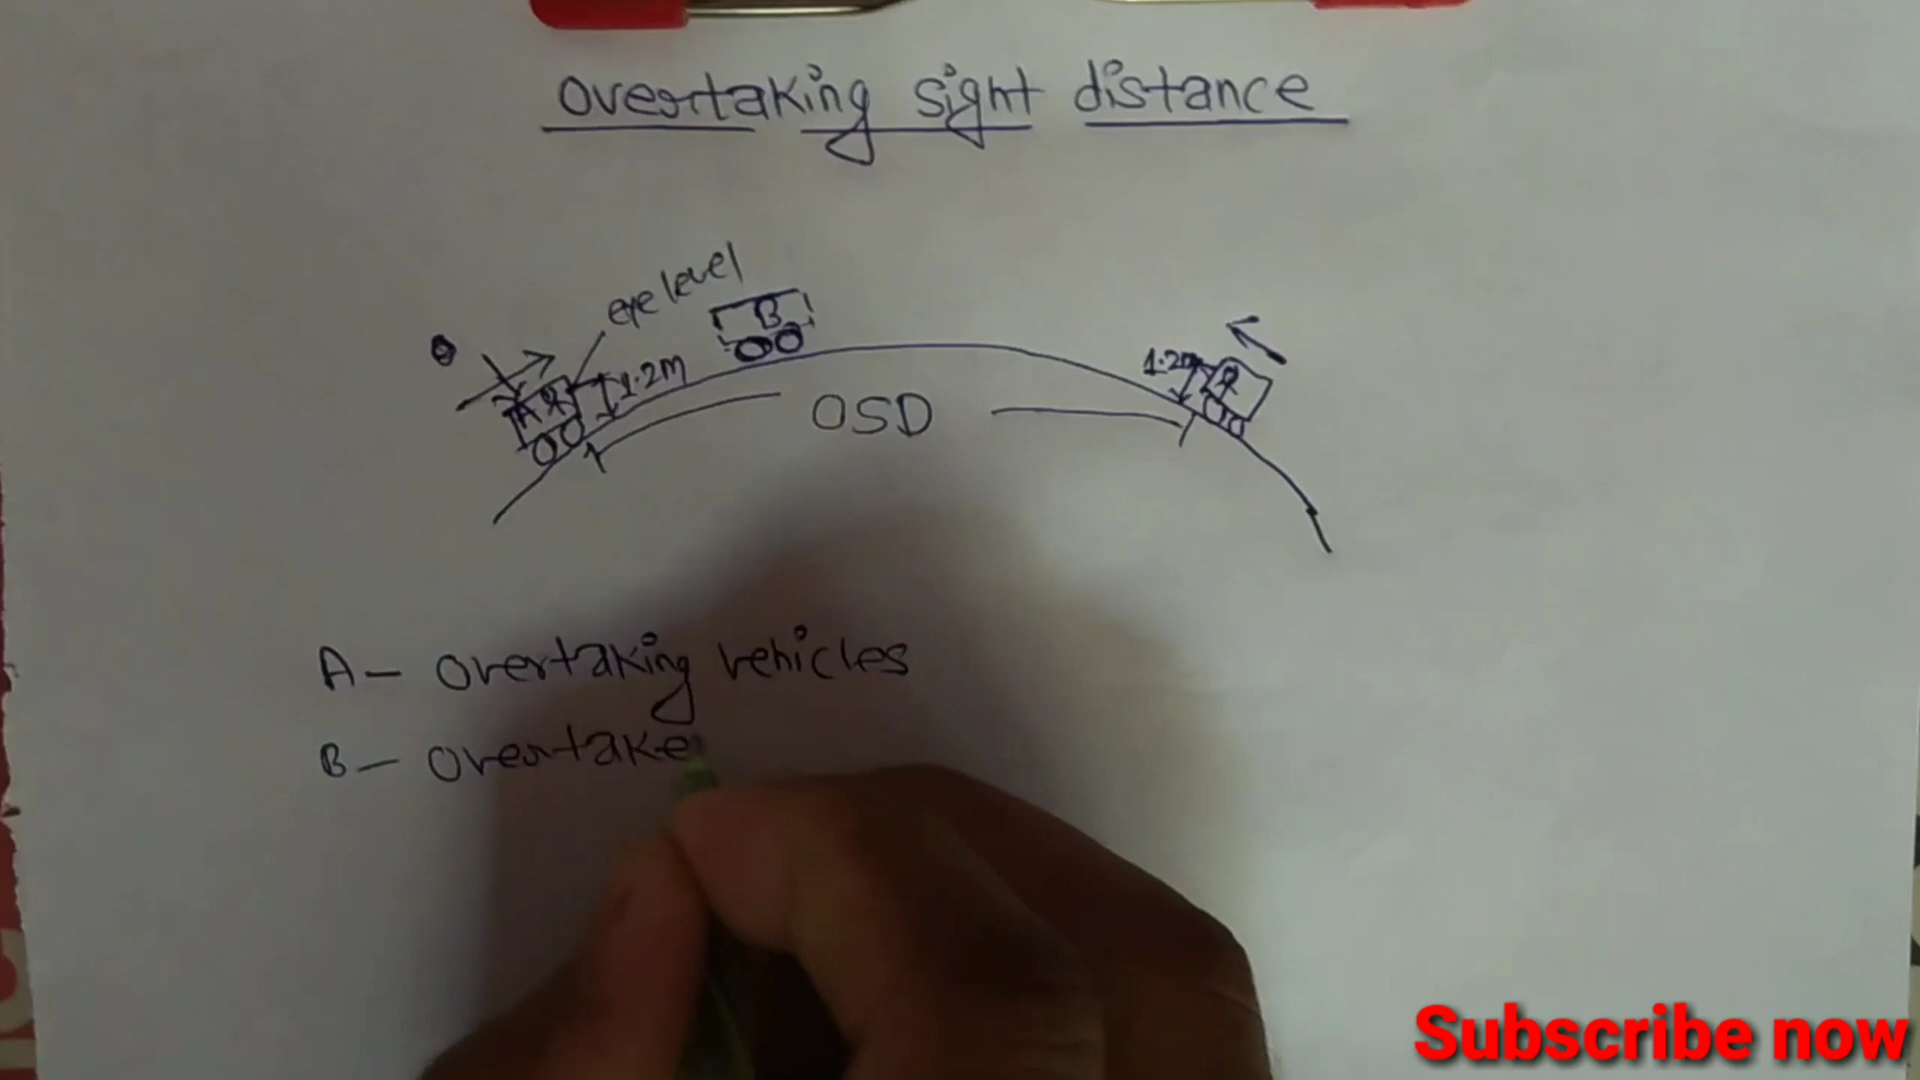 overtaking sight distance
eye level
B
A
1.2m
1.2m
OSD
A - overtaking vehicles
B - overtake
Subscribe now